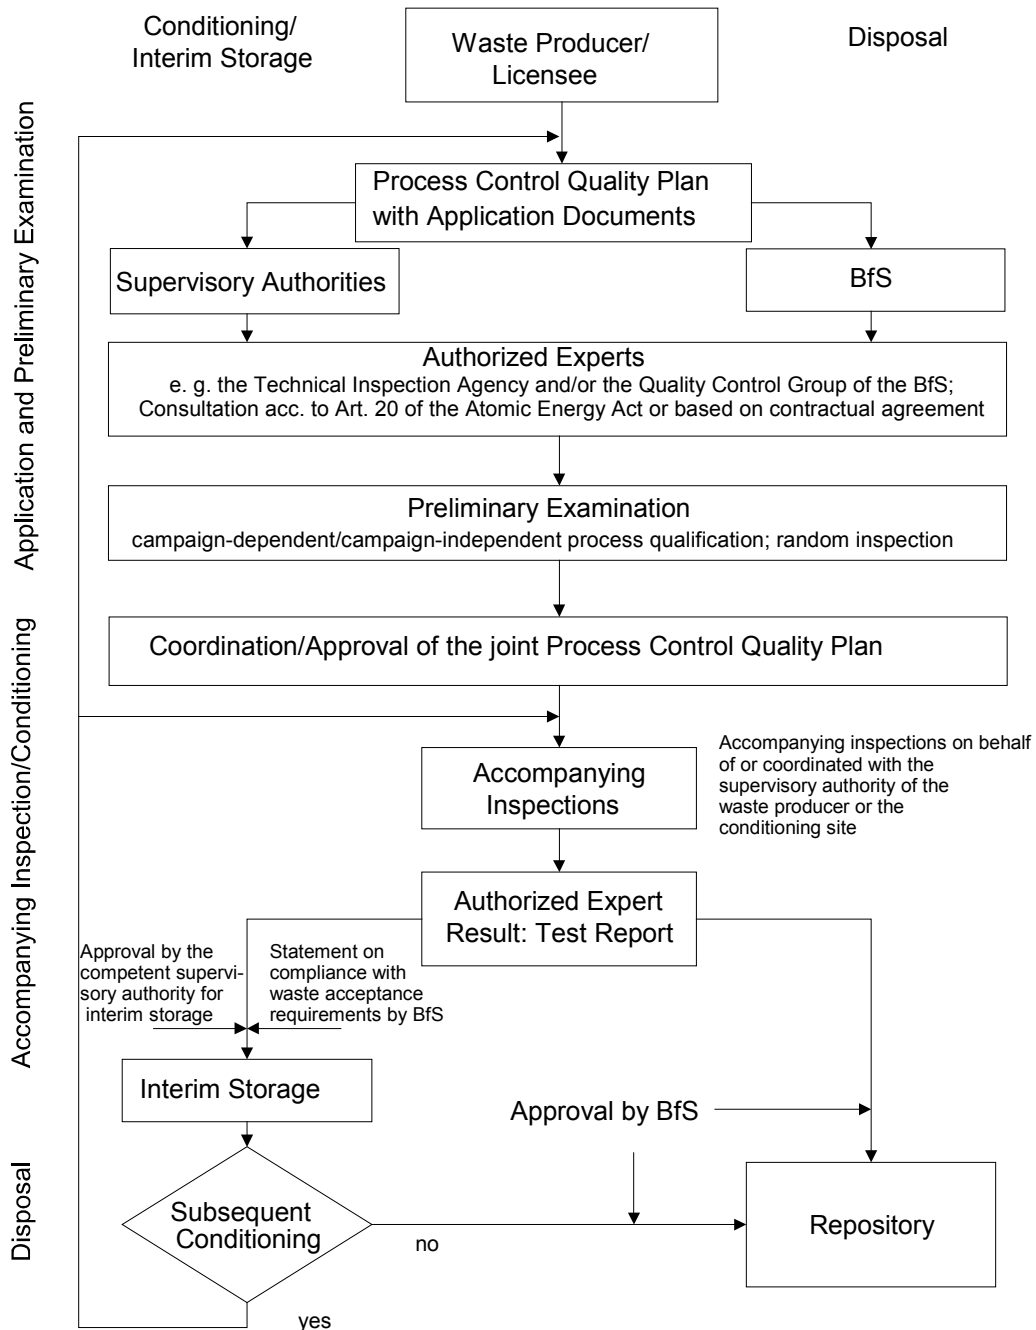 Conditioning/
Interim Storage
Waste Producer/
Licensee
Disposal
Application and Preliminary Examination
Process Control Quality Plan
with Application Documents
Supervisory Authorities
BfS
Authorized Experts
e. g. the Technical Inspection Agency and/or the Quality Control Group of the BfS;
Consultation acc. to Art. 20 of the Atomic Energy Act or based on contractual agreement
Preliminary Examination
campaign-dependent/campaign-independent process qualification; random inspection
Accompanying Inspection/Conditioning
Coordination/Approval of the joint Process Control Quality Plan
Accompanying
Inspections
Accompanying inspections on behalf
of or coordinated with the
supervisory authority of the
waste producer or the
conditioning site
Authorized Expert
Result: Test Report
Approval by the
competent supervi-
sory authority for
interim storage
Statement on
compliance with
waste acceptance
requirements by BfS
Interim Storage
Approval by BfS
Disposal
Subsequent
Conditioning
no
Repository
yes